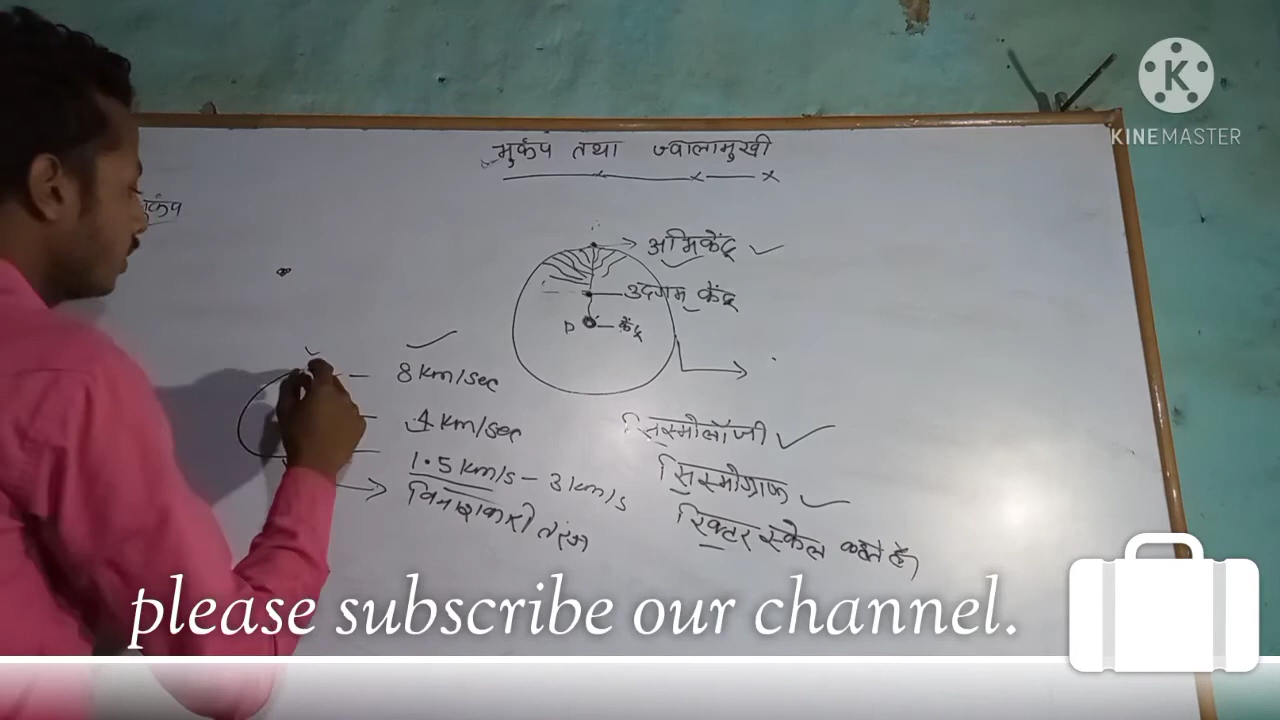 KINEMASTER
भुकंप तथा ज्वालामुखी
भुकंप
अभिकेंद्र
उदगम केंद्र
P केंद्र
8 km/sec
4 km/sec
1.5 km/s - 3 km/s
विनाशकारी तरंग
सिस्मोलॉजी
सिस्मोग्राफ
रिक्टर स्केल कहते है।
please subscribe our channel.